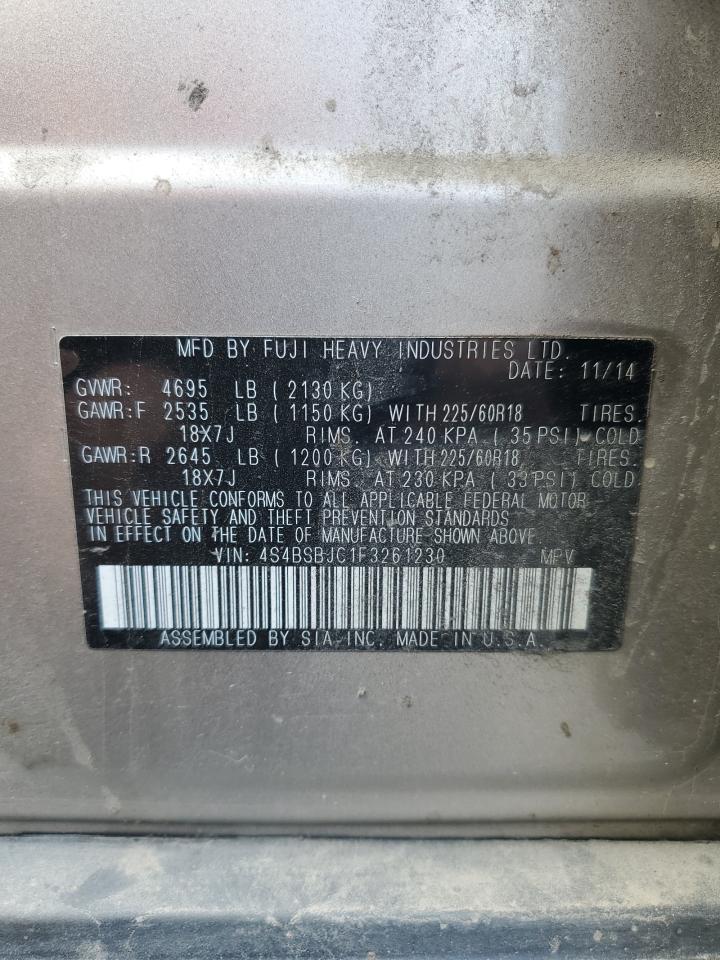 MFD BY FUJI HEAVY INDUSTRIES LTD.
DATE: 11/14
GVWR: 4695 LB ( 2130 KG)
GAWR:F 2535 LB ( 1150 KG) WITH 225/60R18 TIRES.
18X7J RIMS. AT 240 KPA ( 35 PSI) COLD
GAWR:R 2645 LB ( 1200 KG) WITH 225/60R18 TIRES.
18X7J RIMS. AT 230 KPA ( 33 PSI) COLD
THIS VEHICLE CONFORMS TO ALL APPLICABLE FEDERAL MOTOR
VEHICLE SAFETY AND THEFT PREVENTION STANDARDS
IN EFFECT ON THE DATE OF MANUFACTURE SHOWN ABOVE.
VIN: 4S4BSBJC1F3261230 MPV
ASSEMBLED BY SIA, INC. MADE IN U.S.A.